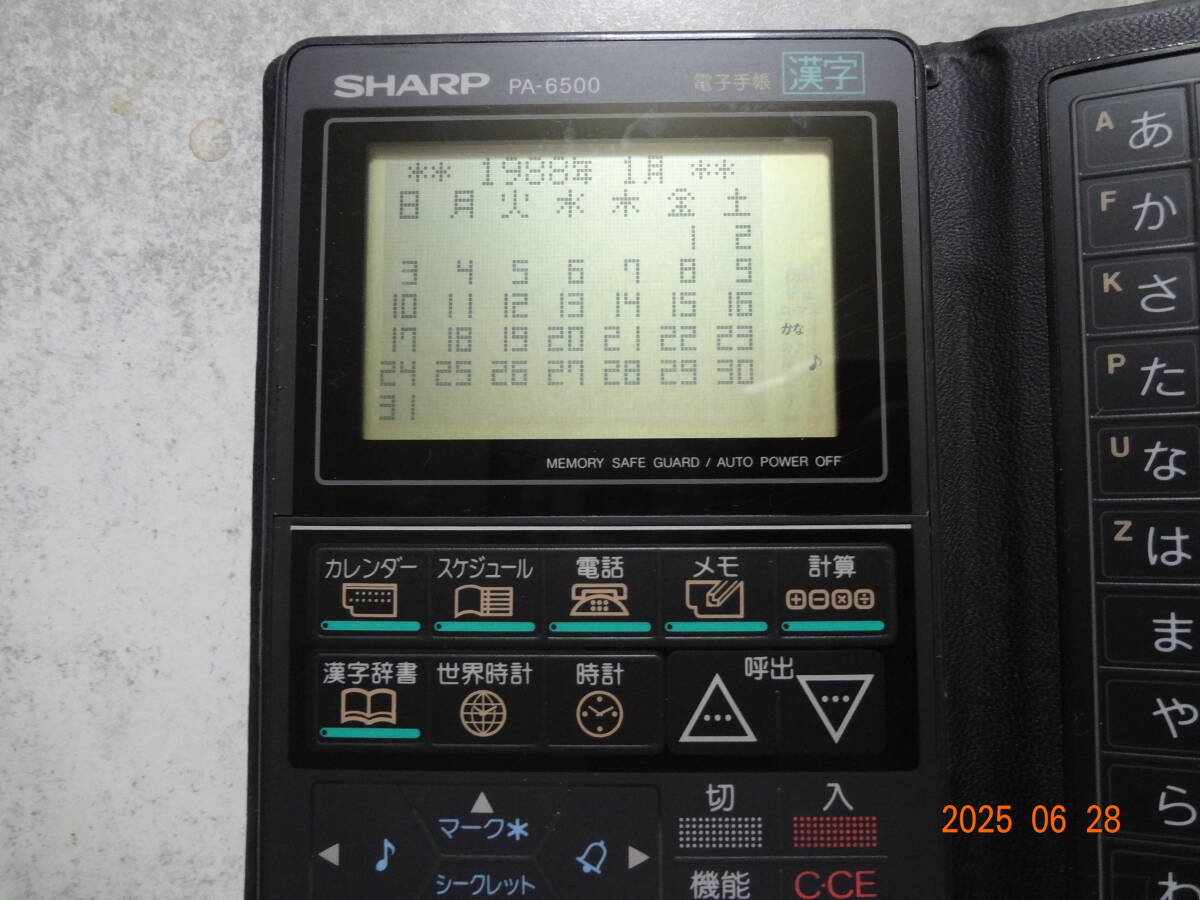 SHARP PA-6500 電子手帳 漢字
** 1988年 1月 **
日 月 火 水 木 金 土
1 2
3 4 5 6 7 8 9
10 11 12 13 14 15 16
17 18 19 20 21 22 23
24 25 26 27 28 29 30
31
かな
♪
MEMORY SAFE GUARD / AUTO POWER OFF
カレンダー スケジュール 電話 メモ 計算
漢字辞書 世界時計 時計 呼出
切 入
マーク*
シークレット
機能 C·CE
A あ
F か
K さ
P た
U な
Z は
ま
や
ら
わ
2025 06 28